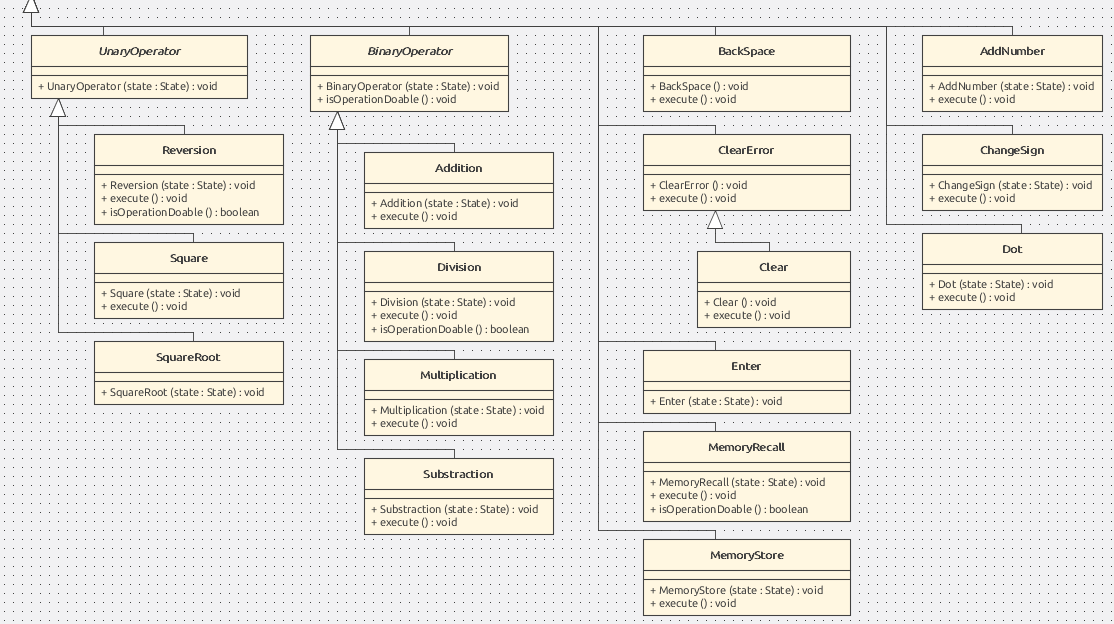 UnaryOperator
+ UnaryOperator (state : State) : void
Reversion
+ Reversion (state : State) : void
+ execute () : void
+ isOperationDoable () : boolean
Square
+ Square (state : State) : void
+ execute () : void
SquareRoot
+ SquareRoot (state : State) : void
BinaryOperator
+ BinaryOperator (state : State) : void
+ isOperationDoable () : void
Addition
+ Addition (state : State) : void
+ execute () : void
Division
+ Division (state : State) : void
+ execute () : void
+ isOperationDoable () : boolean
Multiplication
+ Multiplication (state : State) : void
+ execute () : void
Substraction
+ Substraction (state : State) : void
+ execute () : void
BackSpace
+ BackSpace () : void
+ execute () : void
ClearError
+ ClearError () : void
+ execute () : void
Clear
+ Clear () : void
+ execute () : void
Enter
+ Enter (state : State) : void
MemoryRecall
+ MemoryRecall (state : State) : void
+ execute () : void
+ isOperationDoable () : boolean
MemoryStore
+ MemoryStore (state : State) : void
+ execute () : void
AddNumber
+ AddNumber (state : State) : void
+ execute () : void
ChangeSign
+ ChangeSign (state : State) : void
+ execute () : void
Dot
+ Dot (state : State) : void
+ execute () : void